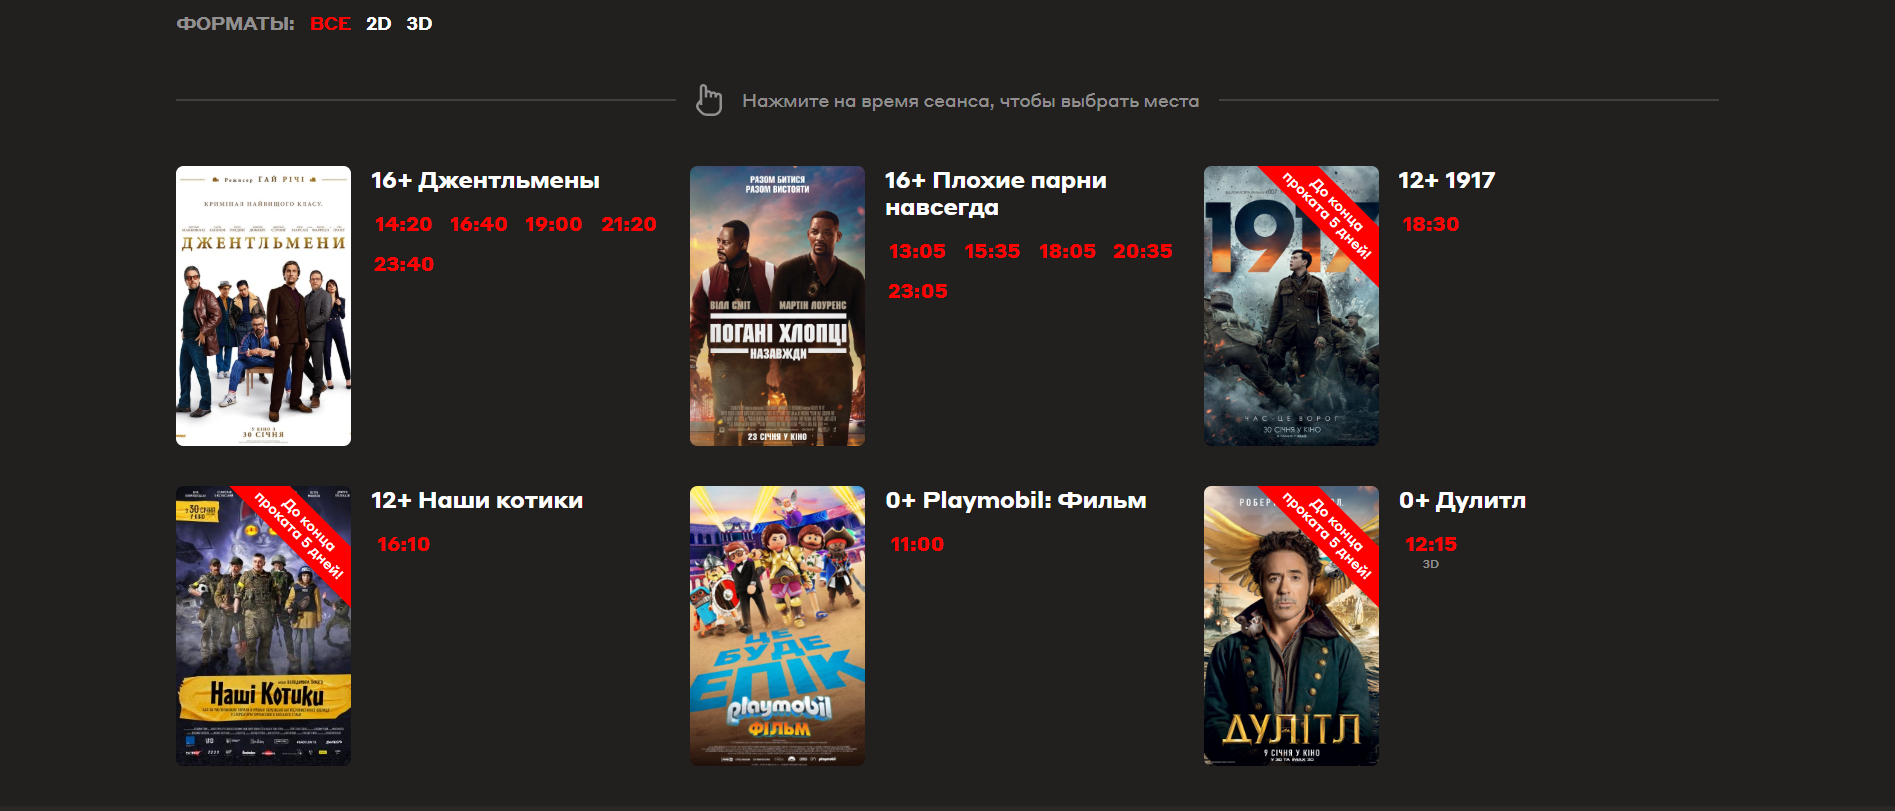 ФОРМАТЫ: ВСЕ 2D 3D
Нажмите на время сеанса, чтобы выбрать места
Режисер ГАЙ РІЧІ
КРИМІНАЛ НАЙВИЩОГО КЛАСУ.
ДЖЕНТЛЬМЕНИ
У КІНО З
30 СІЧНЯ
16+ Джентльмены
14:20 16:40 19:00 21:20
23:40
РАЗОМ БИТИСЯ
РАЗОМ ВИСТОЯТИ
ВІЛЛ СМІТ МАРТІН ЛОУРЕНС
ПОГАНІ ХЛОПЦІ
НАЗАВЖДИ
23 СІЧНЯ У КІНО
16+ Плохие парни
навсегда
13:05 15:35 18:05 20:35
23:05
До конца
проката 5 дней!
1917
ЧАС - ЦЕ ВОРОГ
30 СІЧНЯ У КІНО
12+ 1917
18:30
З 30 СІЧНЯ
У КІНО
До конца
проката 5 дней!
Наші Котики
12+ Наши котики
16:10
ЦЕ
БУДЕ
ЕПІК
playmobil
ФІЛЬМ
0+ Playmobil: Фильм
11:00
РОБЕР
До конца
проката 5 дней!
ДУЛІТЛ
9 СІЧНЯ У КІНО
У 3D ТА IMAX 3D
0+ Дулитл
12:15
3D